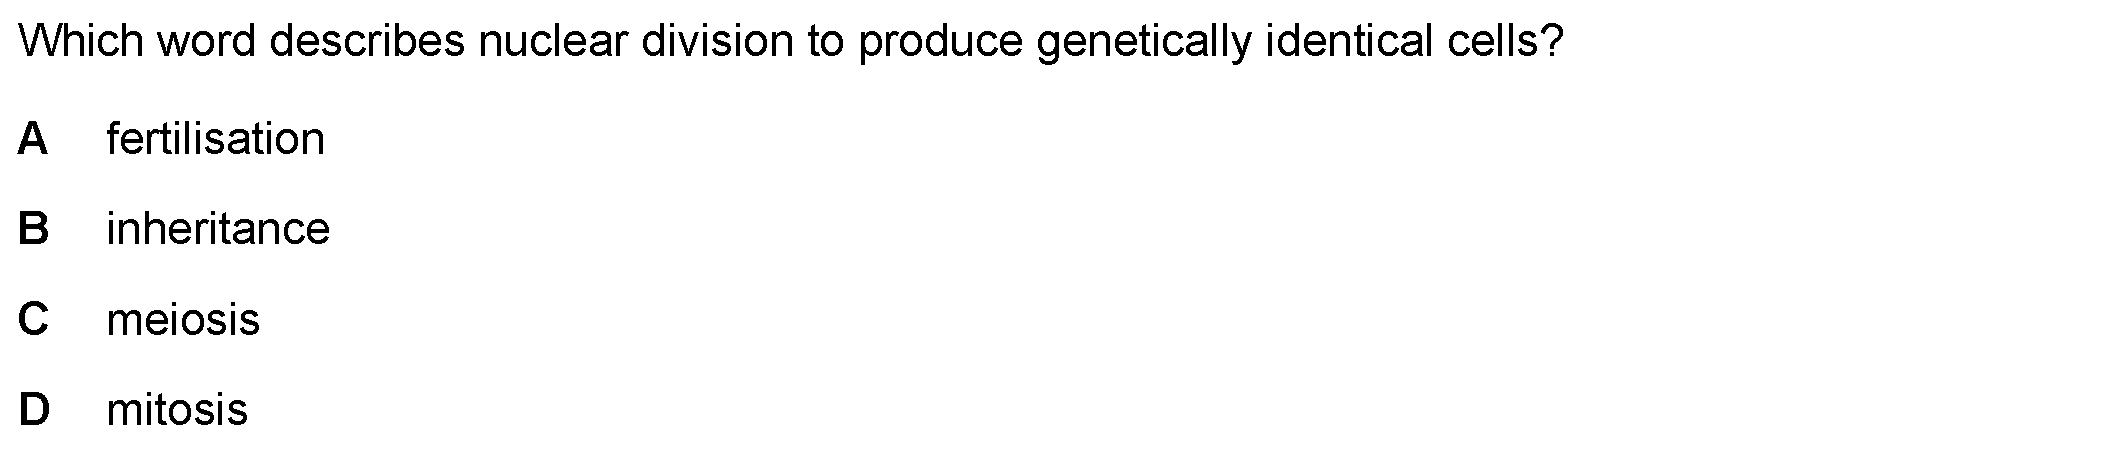 Which word describes nuclear division to produce genetically identical cells?
A fertilisation
B inheritance
C meiosis
D mitosis